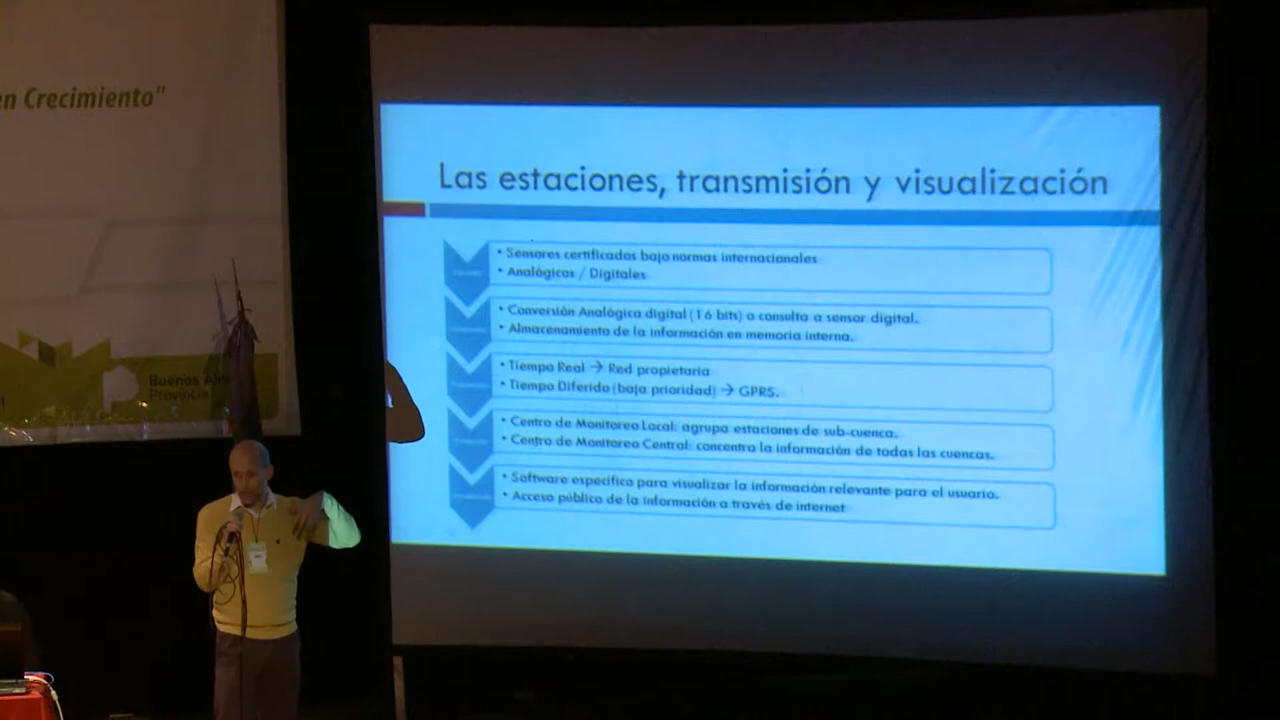 en Crecimiento"
Buenos Aires
Provincia
Las estaciones, transmisión y visualización
• Sensores certificados bajo normas internacionales
• Analógicos / Digitales
• Conversión Analógica digital (16 bits) o consulta a sensor digital.
• Almacenamiento de la información en memoria interna.
• Tiempo Real → Red propietaria
• Tiempo Diferido (baja prioridad) → GPRS.
• Centro de Monitoreo Local: agrupa estaciones de sub-cuenca.
• Centro de Monitoreo Central: concentra la información de todas las cuencas.
• Software específico para visualizar la información relevante para el usuario.
• Acceso público de la información a través de internet